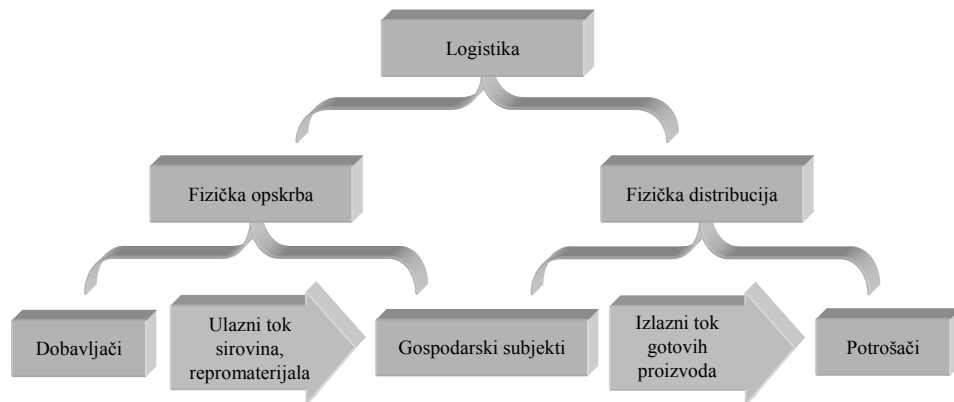 Logistika
Fizička opskrba
Fizička distribucija
Dobavljači
Ulazni tok
sirovina,
repromaterijala
Gospodarski subjekti
Izlazni tok
gotovih
proizvoda
Potrošači